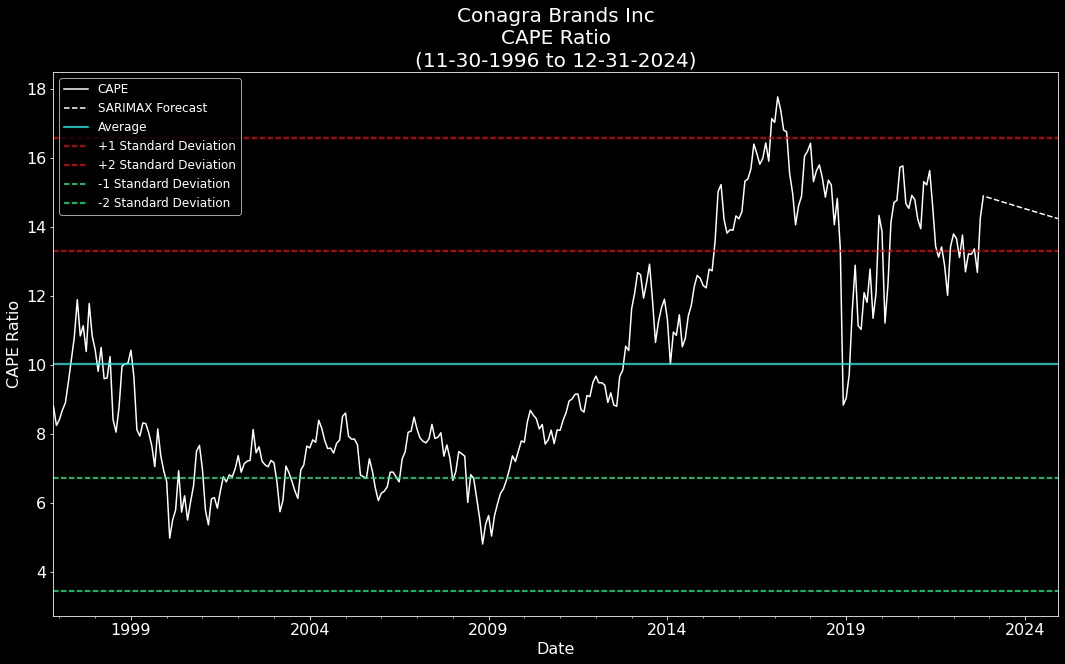 Conagra Brands Inc
CAPE Ratio
(11-30-1996 to 12-31-2024)
CAPE
SARIMAX Forecast
Average
+1 Standard Deviation
+2 Standard Deviation
-1 Standard Deviation
-2 Standard Deviation
CAPE Ratio
18
16
14
12
10
8
6
4
1999 2004 2009 2014 2019 2024
Date